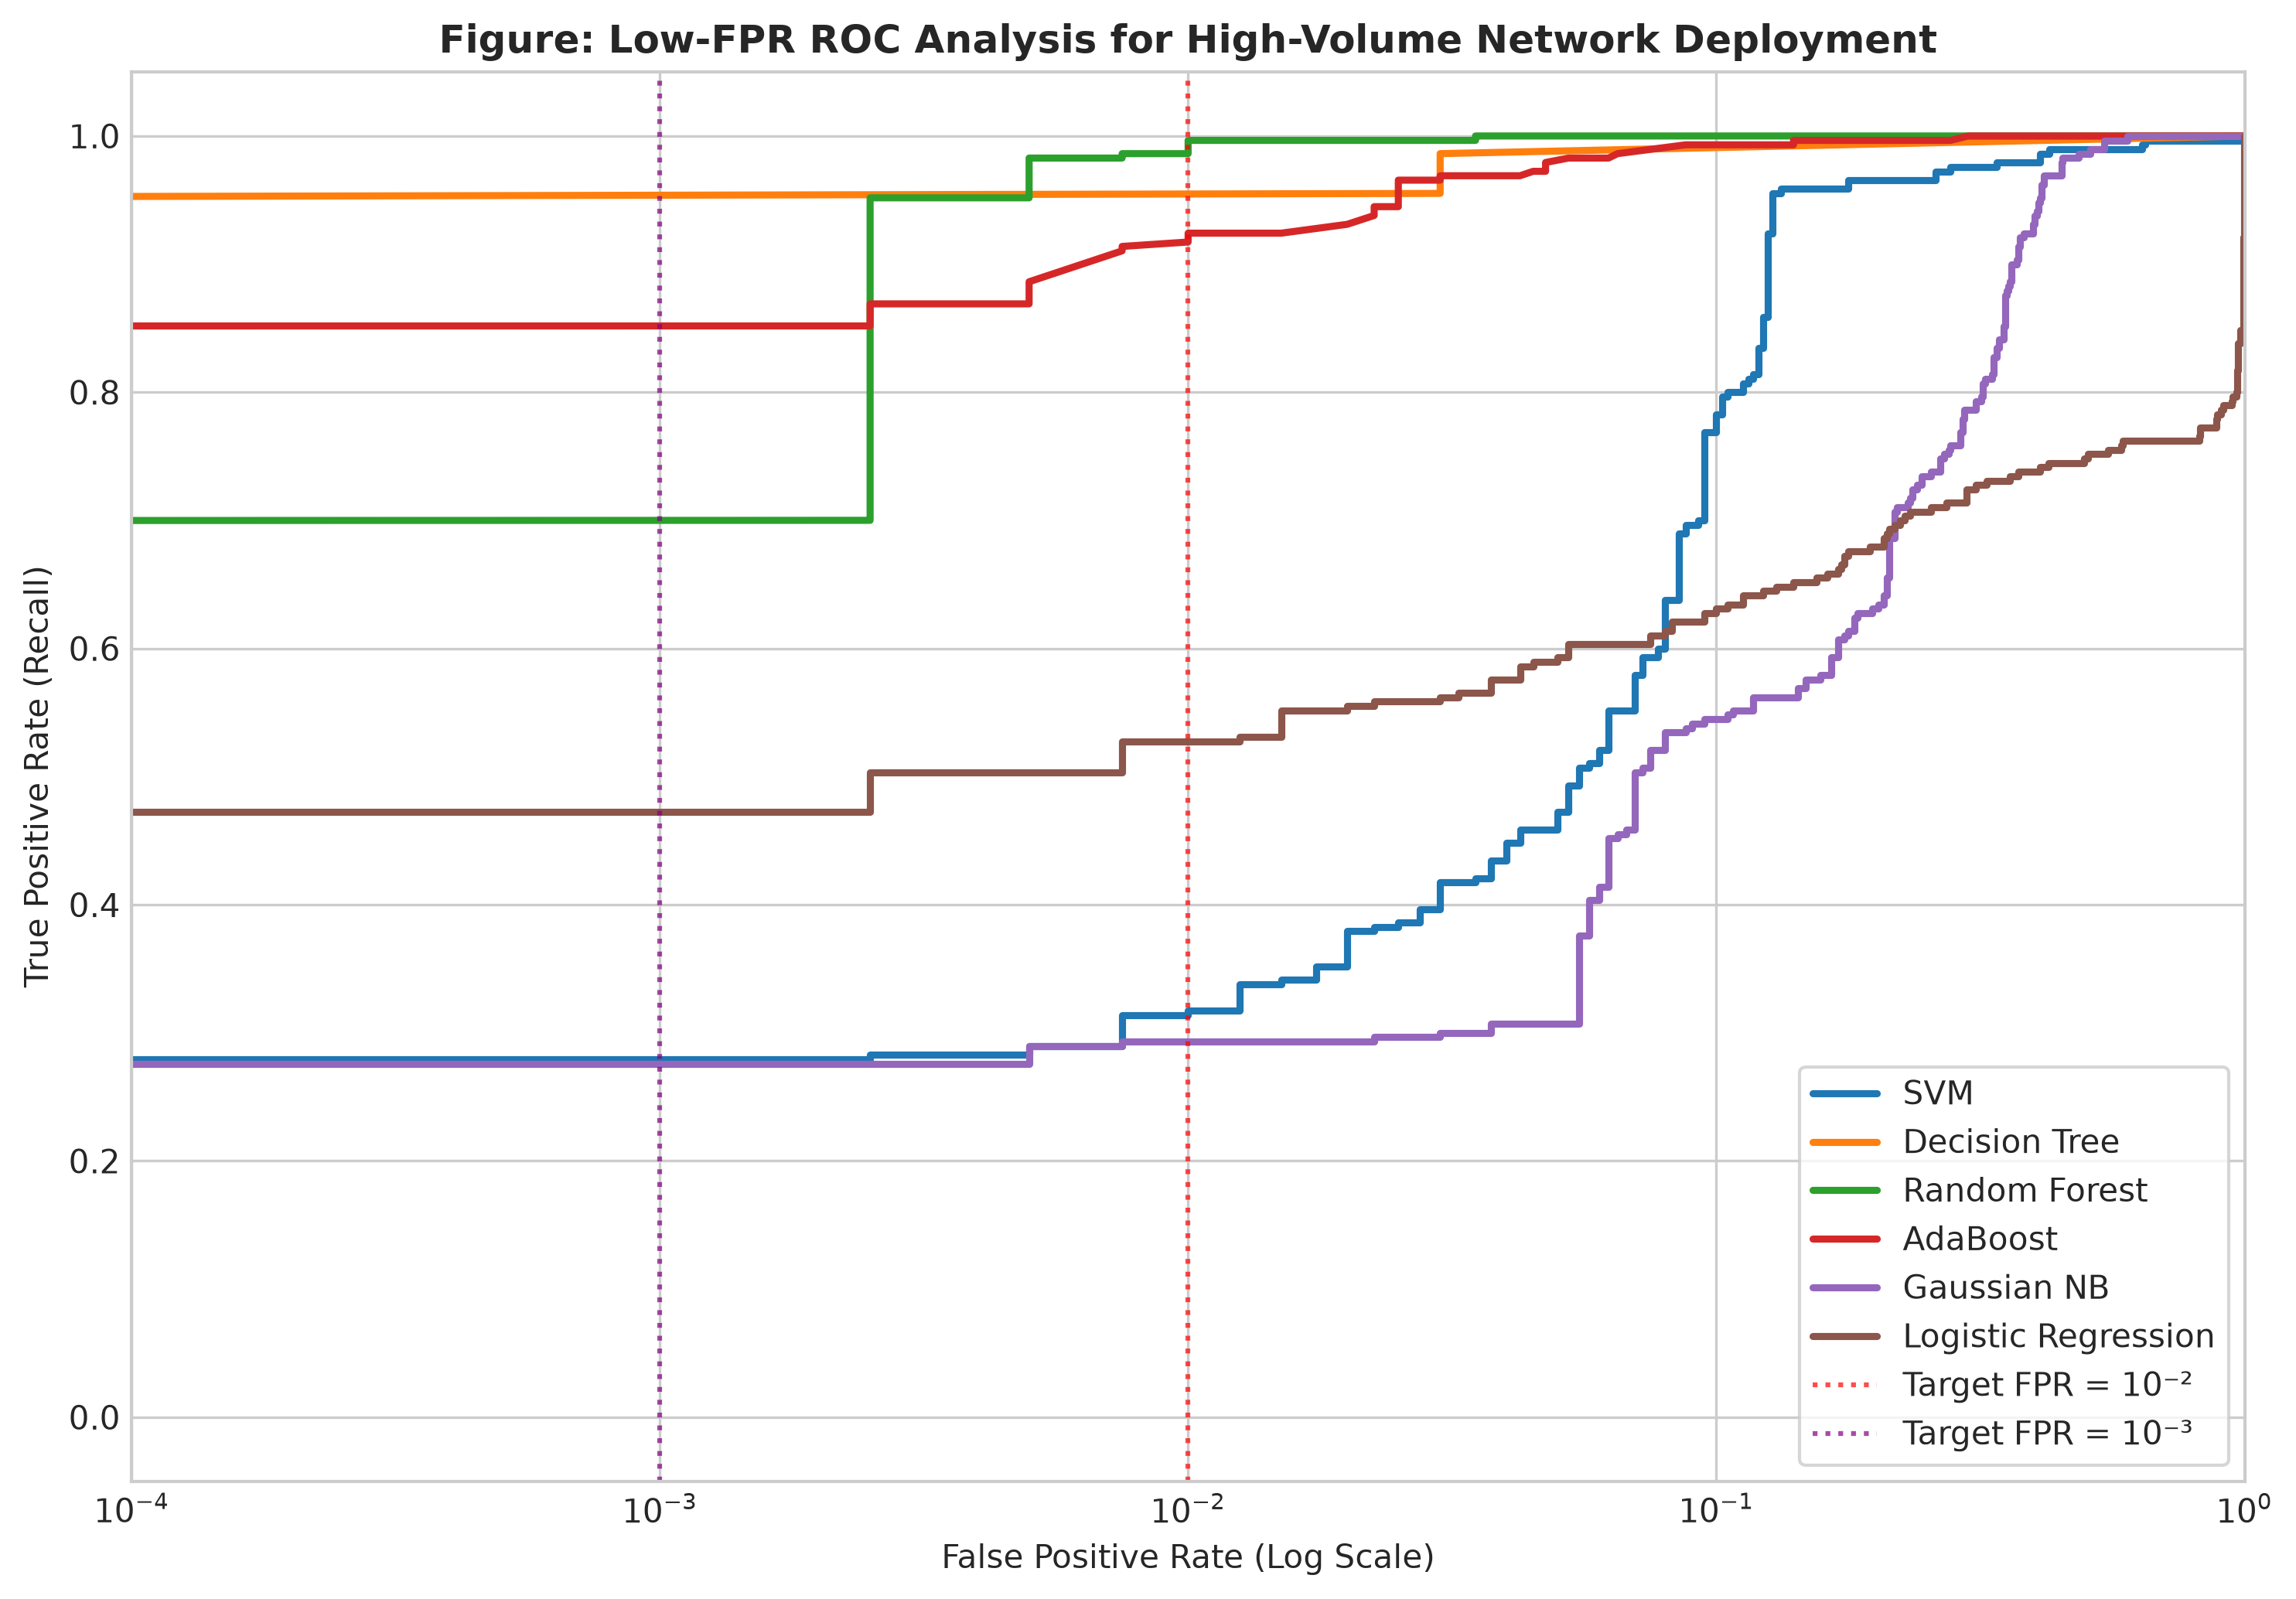 Figure: Low-FPR ROC Analysis for High-Volume Network Deployment
True Positive Rate (Recall)
1.0
0.8
0.6
0.4
0.2
0.0
SVM
Decision Tree
Random Forest
AdaBoost
Gaussian NB
Logistic Regression
Target FPR = 10⁻²
Target FPR = 10⁻³
10⁻⁴ 10⁻³ 10⁻² 10⁻¹ 10⁰
False Positive Rate (Log Scale)